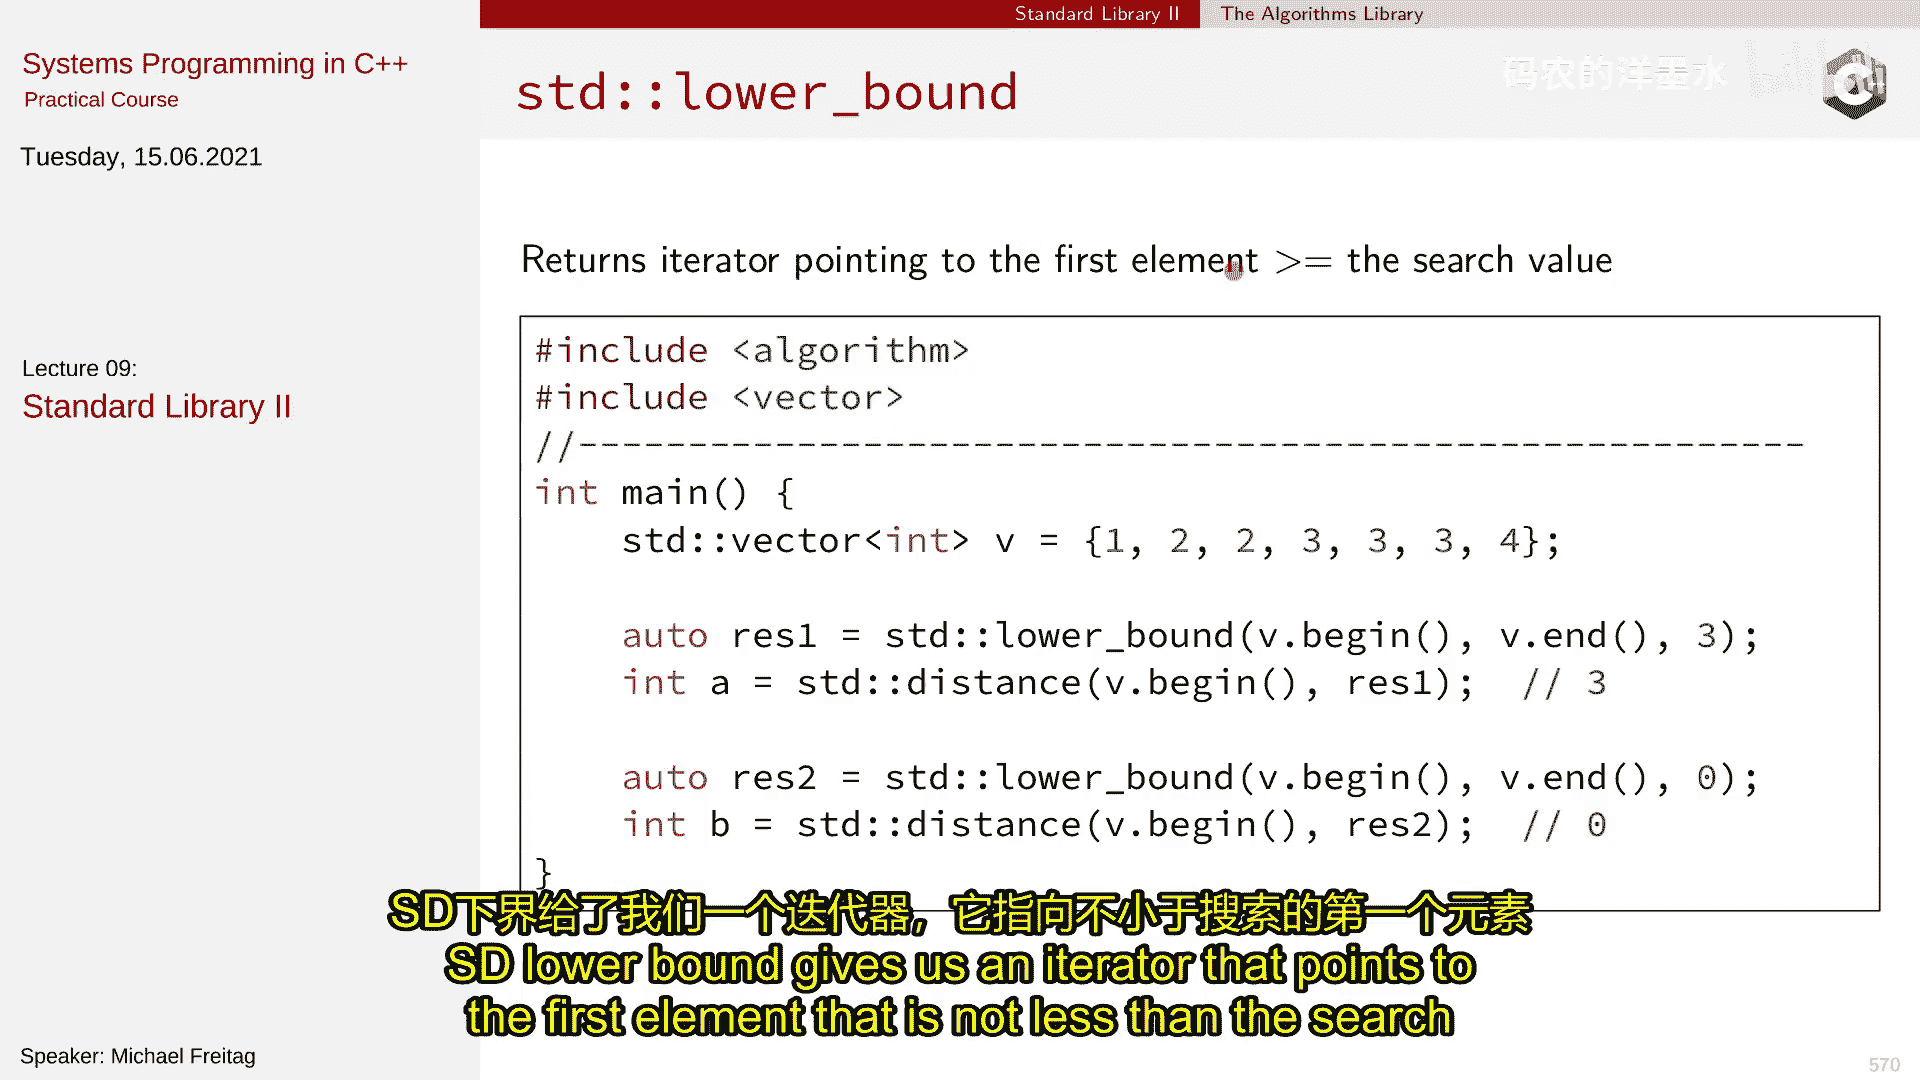 Standard Library II
The Algorithms Library
Systems Programming in C++
Practical Course
Tuesday, 15.06.2021
std::lower_bound
码农的洋墨水
Lecture 09:
Standard Library II
Returns iterator pointing to the first element >= the search value
#include <algorithm>
#include <vector>
//---------------------------------------------------------
int main() {
    std::vector<int> v = {1, 2, 2, 3, 3, 3, 4};
    auto res1 = std::lower_bound(v.begin(), v.end(), 3);
    int a = std::distance(v.begin(), res1);  // 3
    auto res2 = std::lower_bound(v.begin(), v.end(), 0);
    int b = std::distance(v.begin(), res2);  // 0
}
SD下界给了我们一个迭代器，它指向不小于搜索的第一个元素
SD lower bound gives us an iterator that points to
the first element that is not less than the search
Speaker: Michael Freitag
570